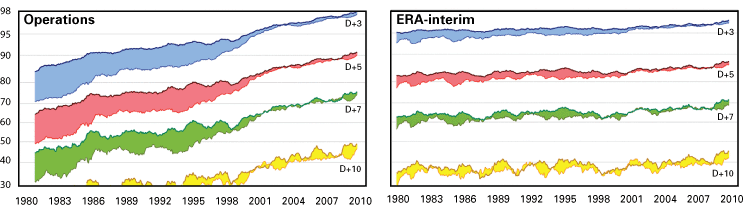 Operations
98
95
90
80
70
60
50
40
30
D+3
D+5
D+7
D+10
1980 1983 1986 1989 1992 1995 1998 2001 2004 2007 2010
ERA-interim
D+3
D+5
D+7
D+10
1980 1983 1986 1989 1992 1995 1998 2001 2004 2007 2010